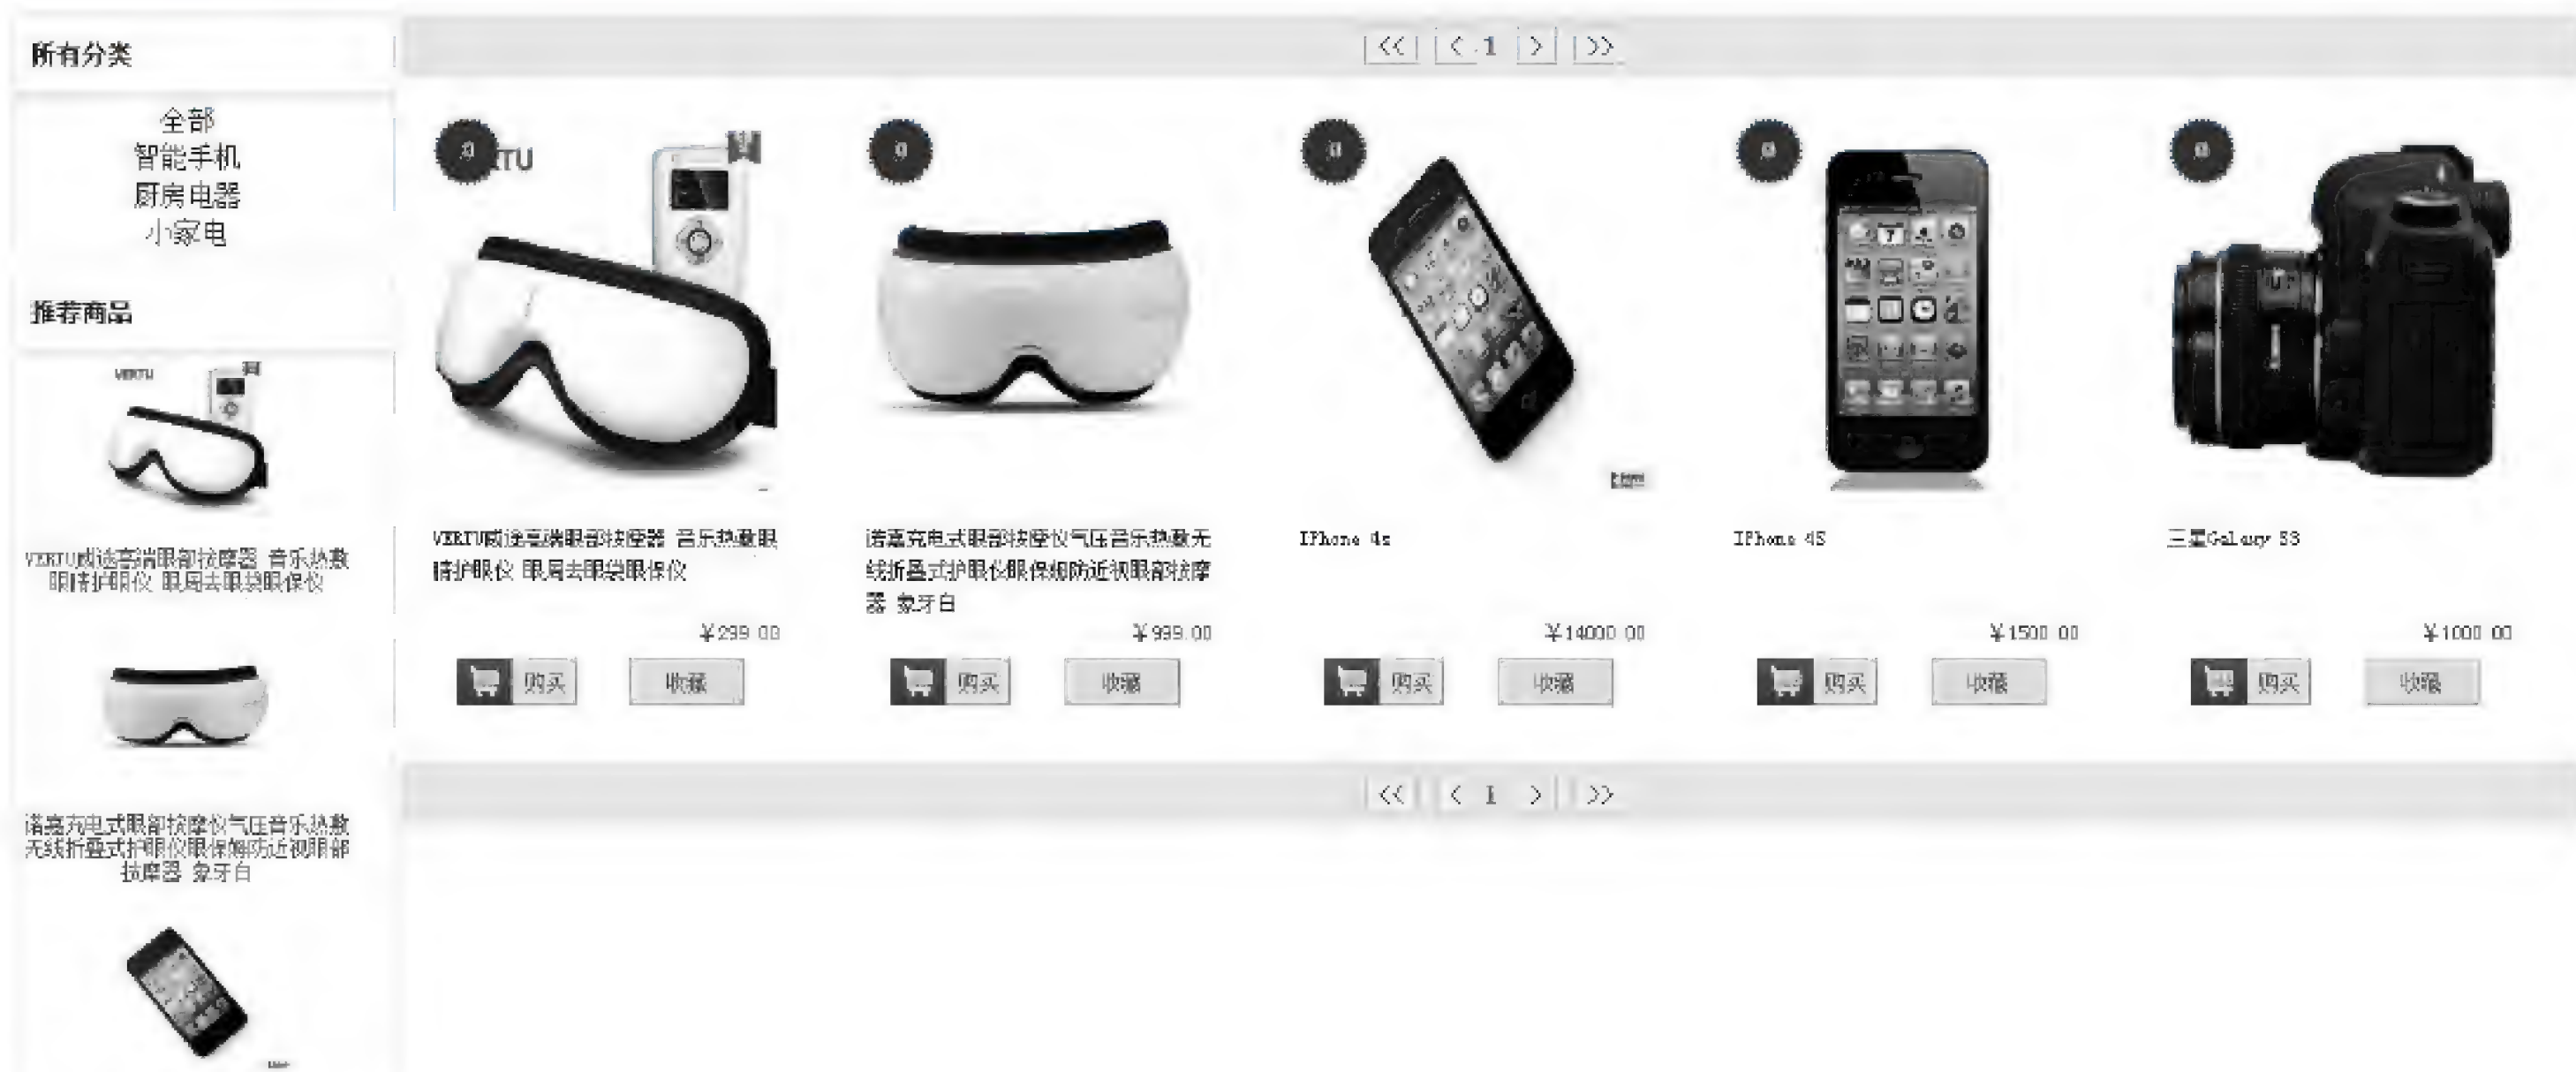 所有分类
全部
智能手机
厨房电器
小家电
推荐商品
VERTU
VERTU威途高端眼部按摩器 音乐热敷
眼睛护眼仪 眼周去眼袋眼保仪
诺嘉充电式眼部按摩仪气压音乐热敷
无线折叠式护眼仪眼保姆防近视眼部
按摩器 象牙白
<< < 1 > >>
RTU
VERTU威途高端眼部按摩器 音乐热敷眼
睛护眼仪 眼周去眼袋眼保仪
¥299.00
购买 收藏
诺嘉充电式眼部按摩仪气压音乐热敷无
线折叠式护眼仪眼保姆防近视眼部按摩
器 象牙白
¥999.00
购买 收藏
IPhone 4s
¥14000.00
购买 收藏
IPhone 4S
¥1500.00
购买 收藏
三星Galaxy S3
¥1000.00
购买 收藏
<< < 1 > >>